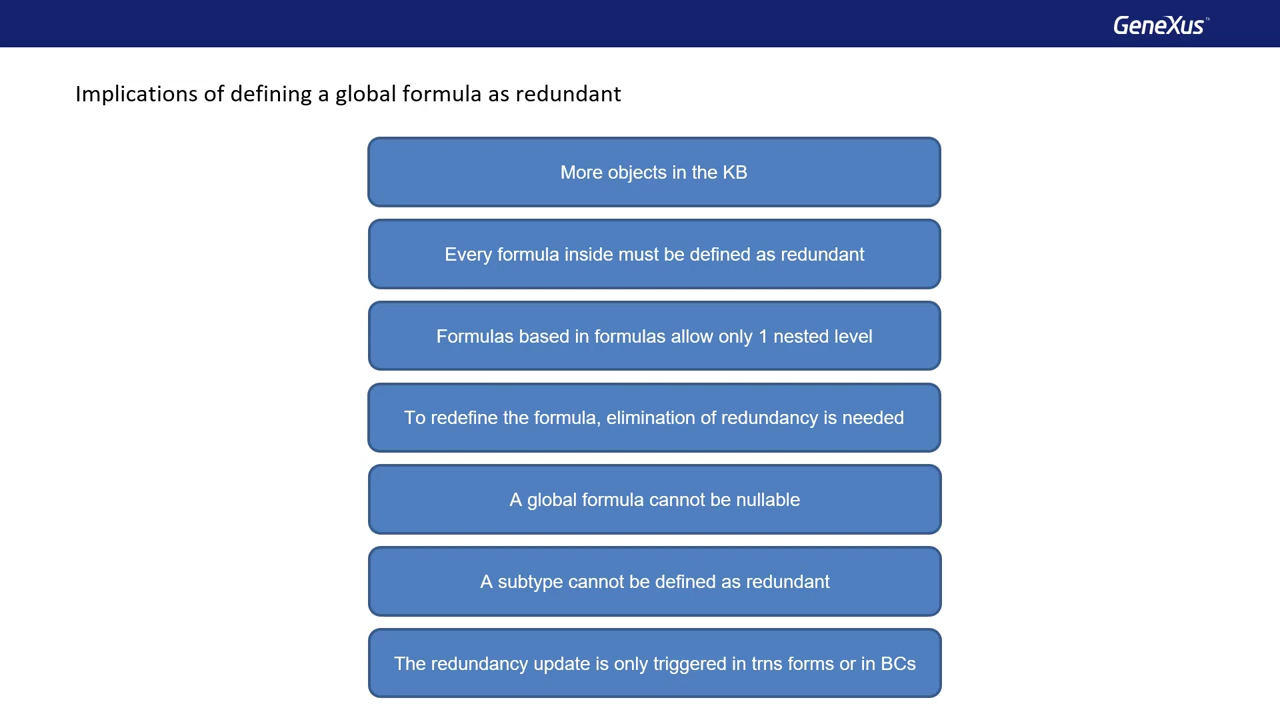 GeneXus™
Implications of defining a global formula as redundant
More objects in the KB
Every formula inside must be defined as redundant
Formulas based in formulas allow only 1 nested level
To redefine the formula, elimination of redundancy is needed
A global formula cannot be nullable
A subtype cannot be defined as redundant
The redundancy update is only triggered in trns forms or in BCs